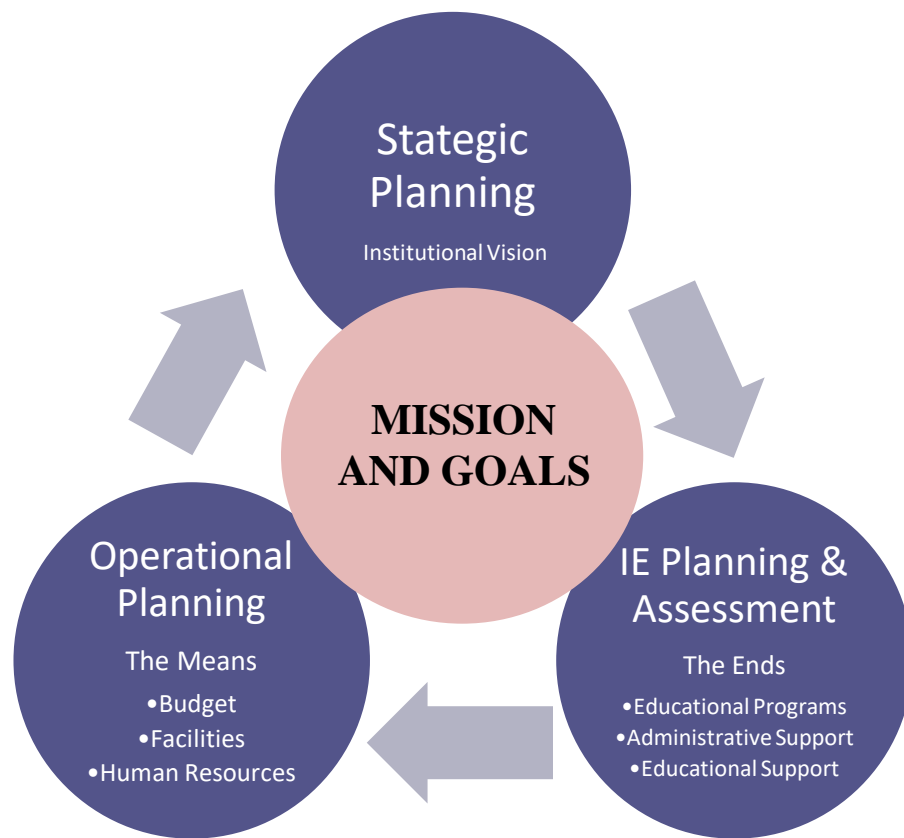 Stategic
Planning
Institutional Vision
MISSION
AND GOALS
Operational
Planning
The Means
•Budget
•Facilities
•Human Resources
IE Planning &
Assessment
The Ends
•Educational Programs
•Administrative Support
•Educational Support